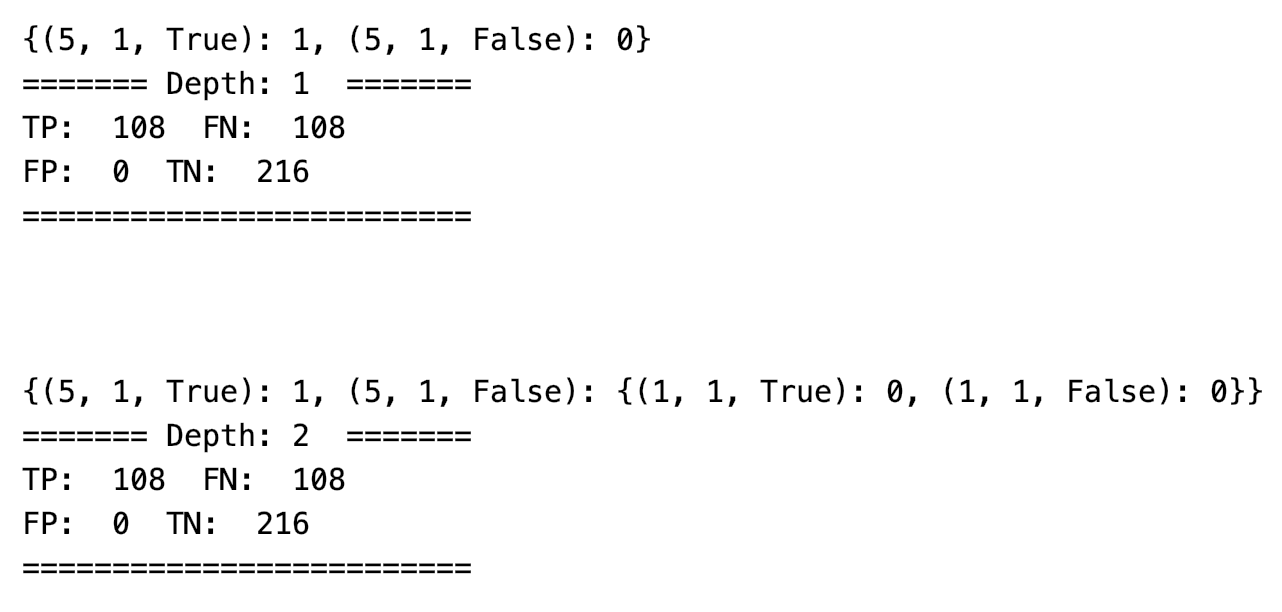 {(5, 1, True): 1, (5, 1, False): 0}
======= Depth: 1  =======
TP:  108  FN:  108
FP:  0  TN:  216
=========================
{(5, 1, True): 1, (5, 1, False): {(1, 1, True): 0, (1, 1, False): 0}}
======= Depth: 2  =======
TP:  108  FN:  108
FP:  0  TN:  216
=========================